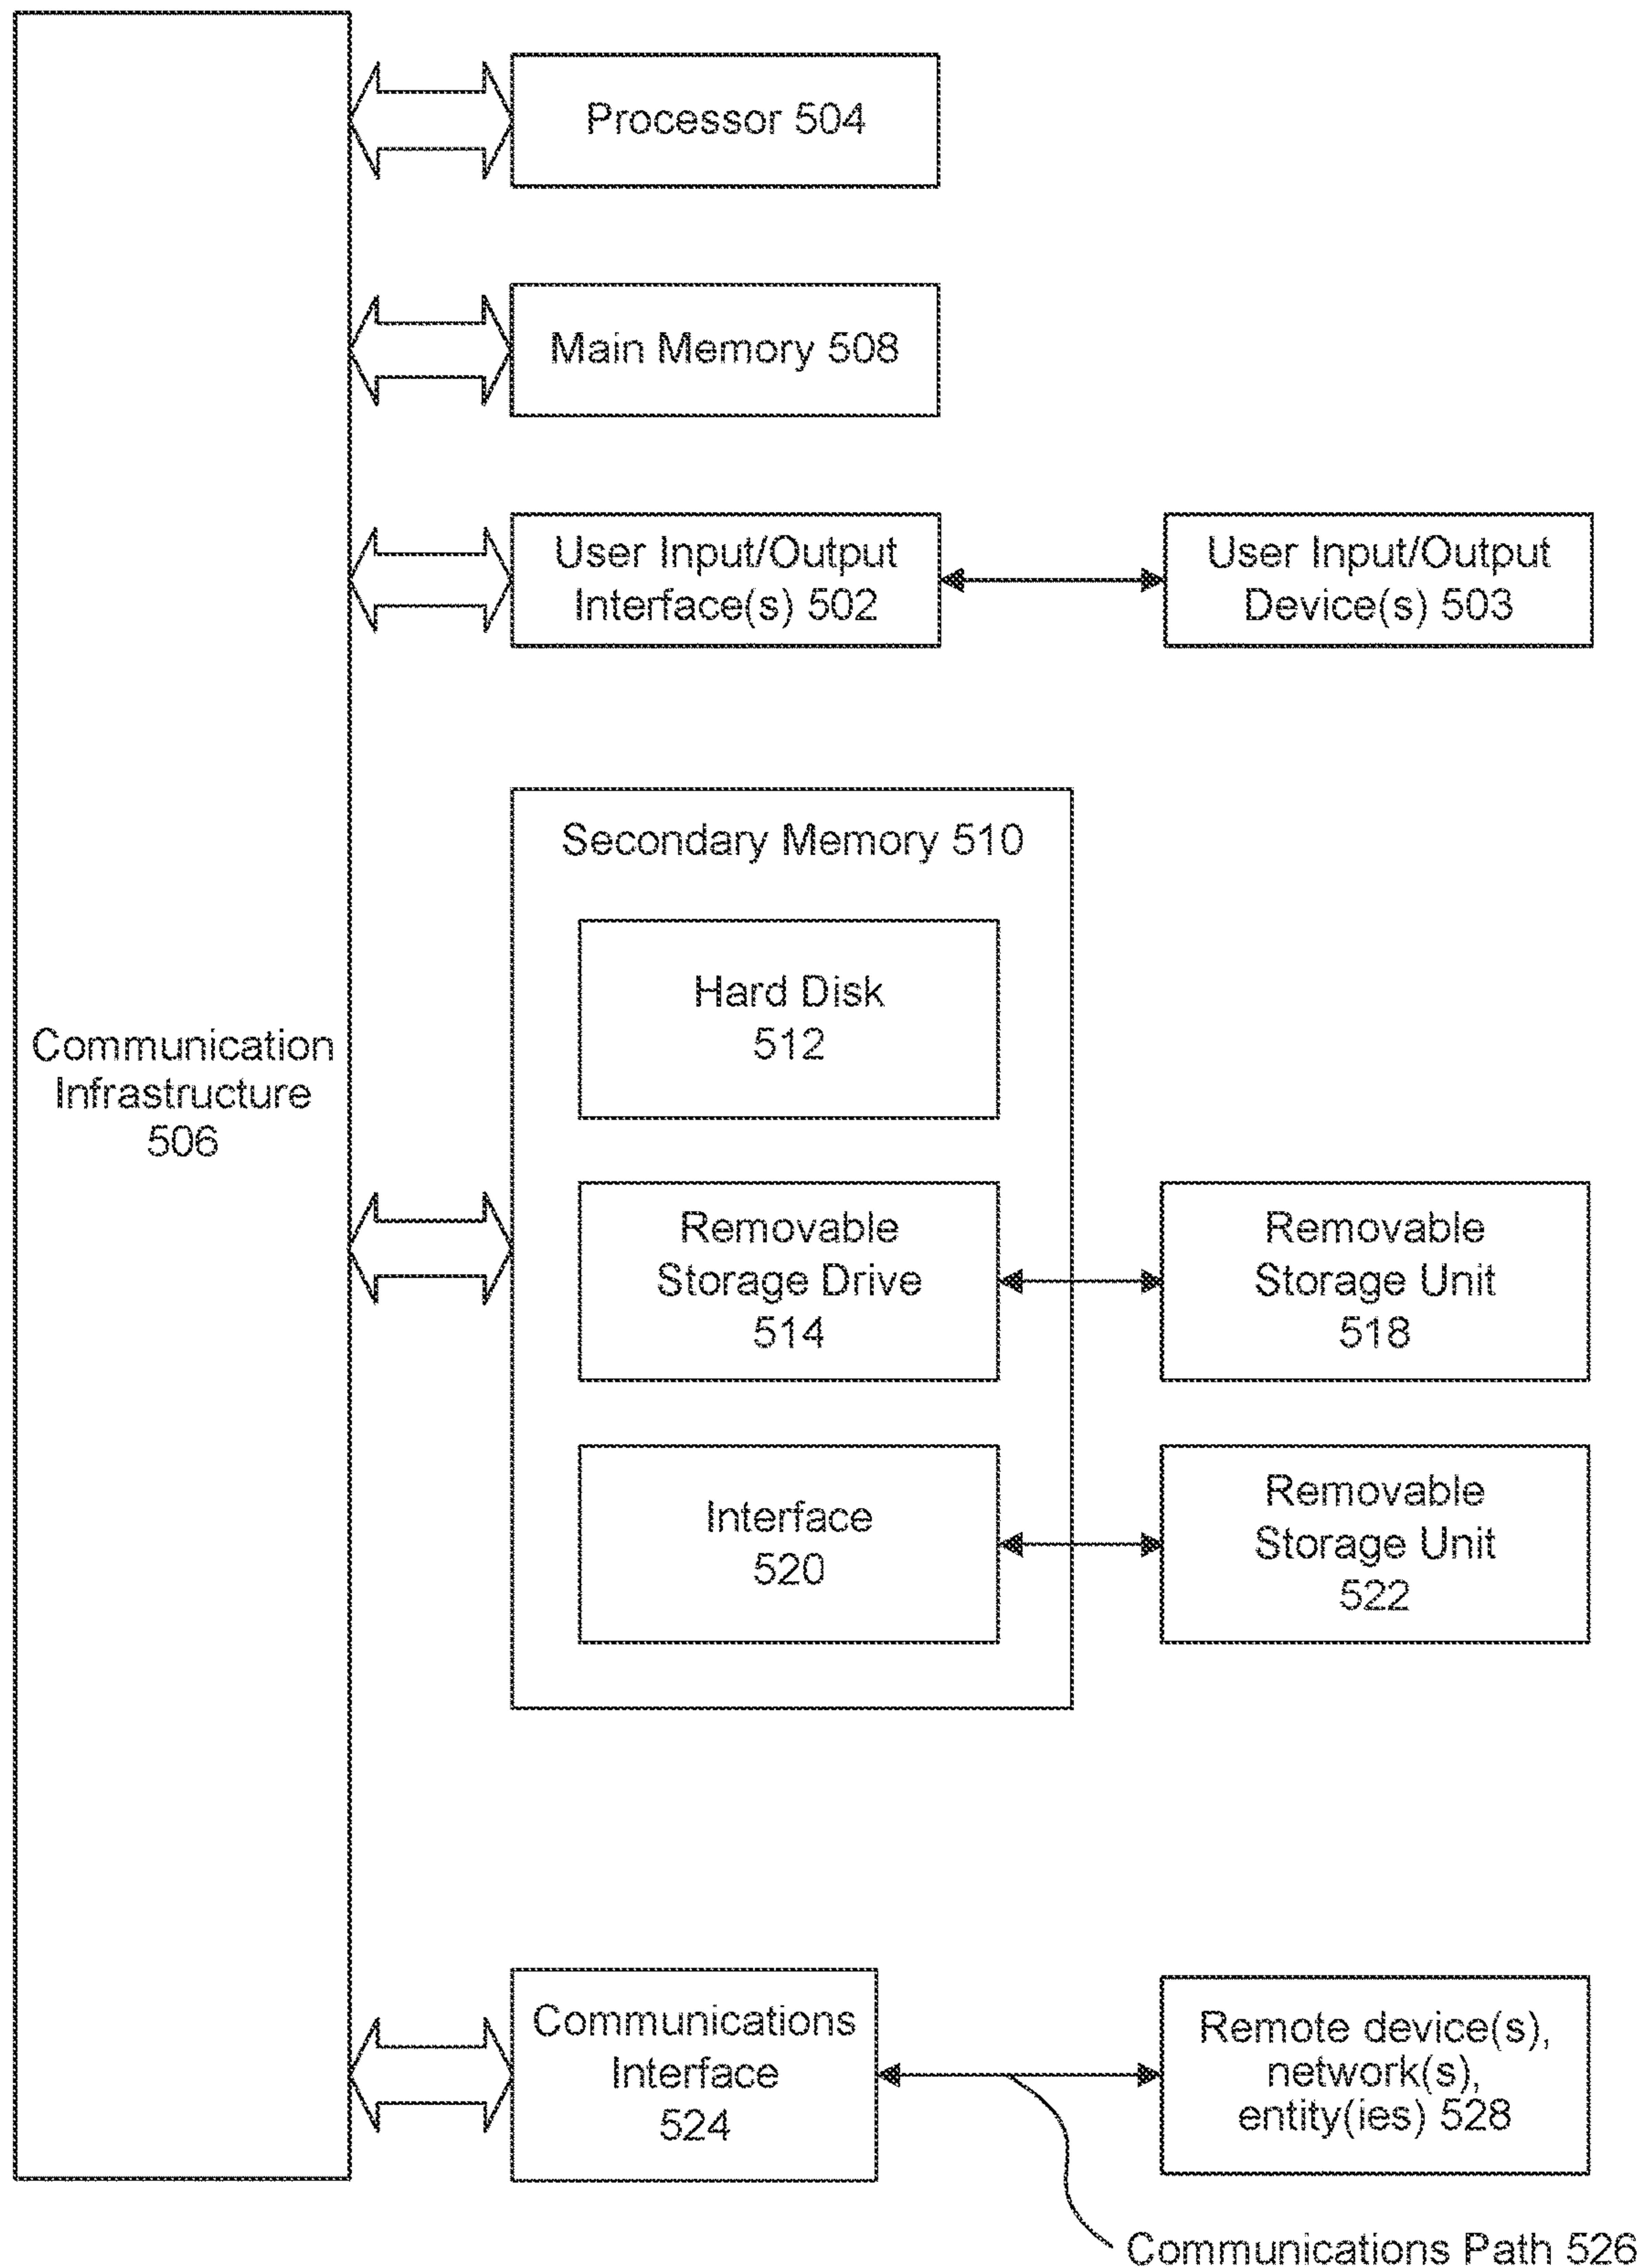 Processor 504
Main Memory 508
User Input/Output
Interface(s) 502
User Input/Output
Device(s) 503
Secondary Memory 510
Hard Disk
512
Communication
Infrastructure
506
Removable
Storage Drive
514
Removable
Storage Unit
518
Interface
520
Removable
Storage Unit
522
Communications
Interface
524
Remote device(s),
network(s),
entity(ies) 528
Communications Path 526